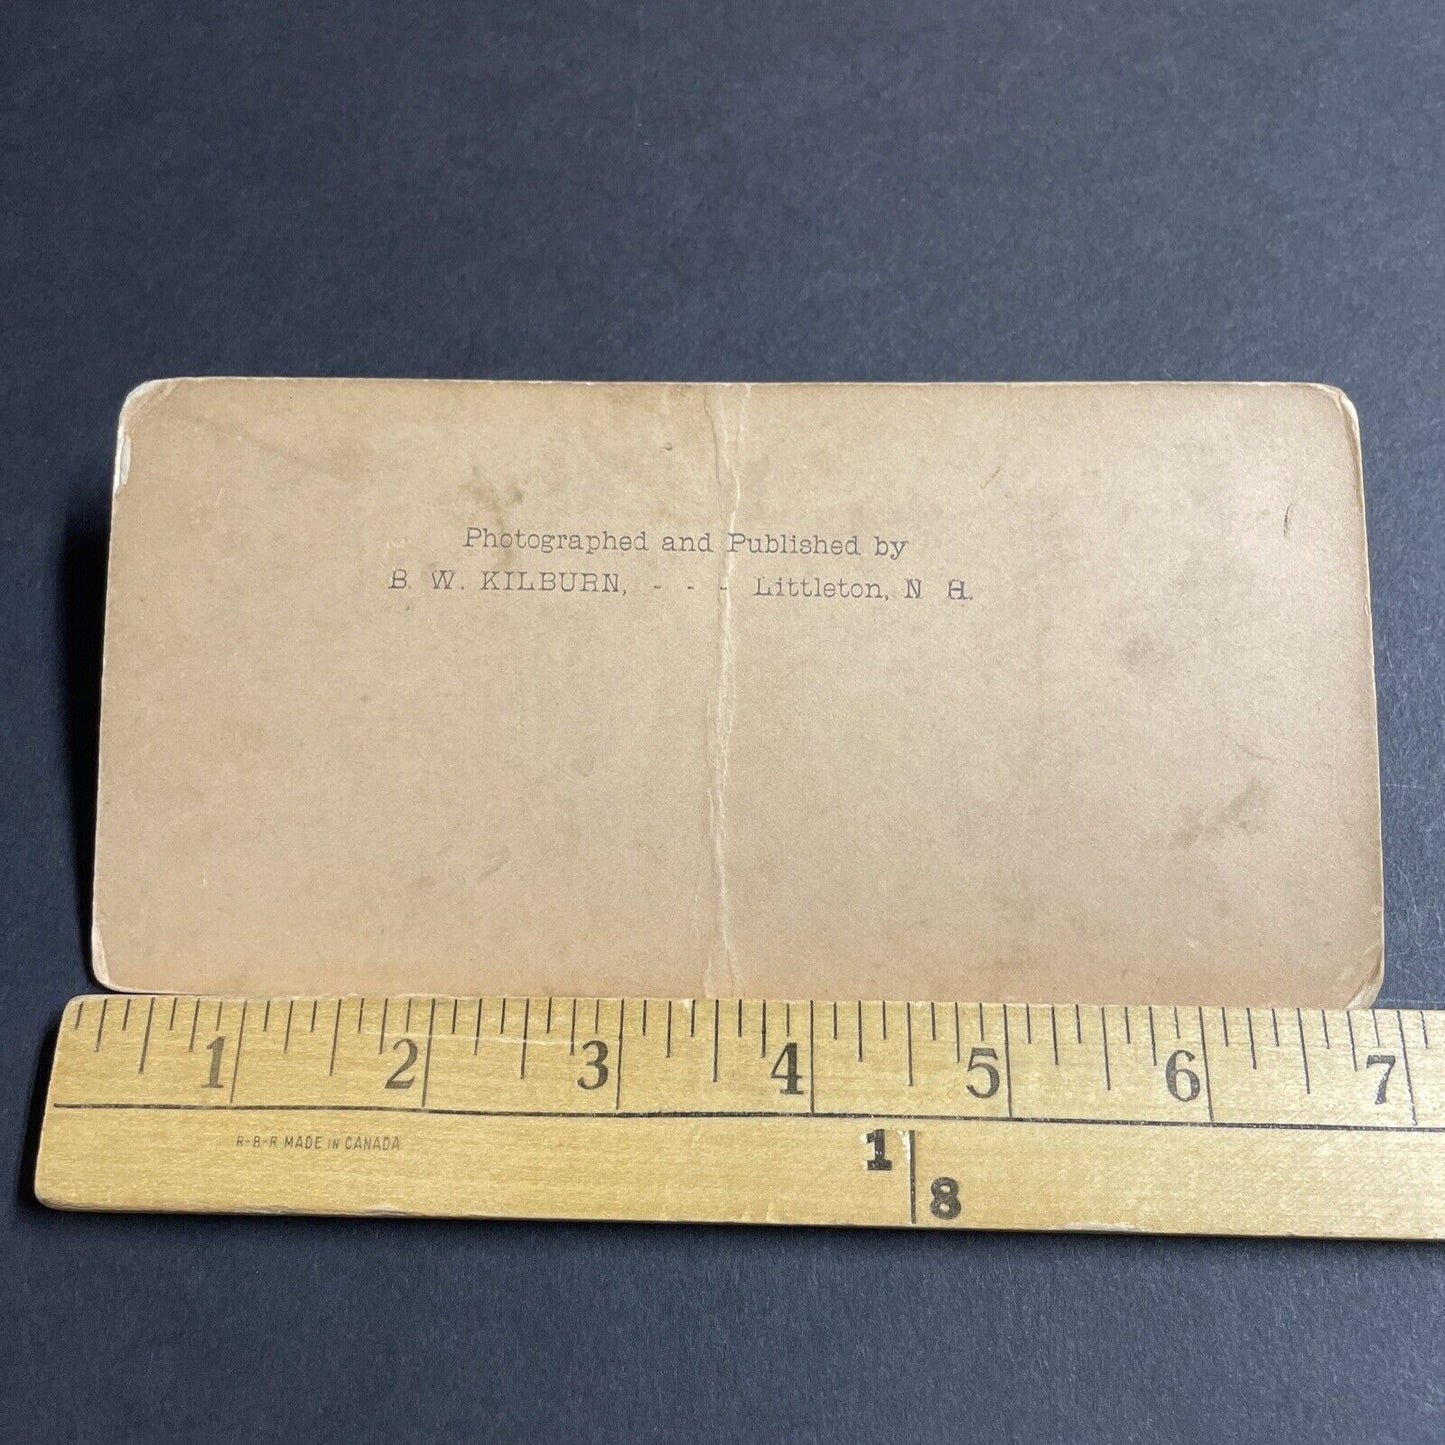 Photographed and Published by
B. W. KILBURN, - - - Littleton, N H.
1 2 3 4 5 6 7
R-B-R MADE IN CANADA
1
8